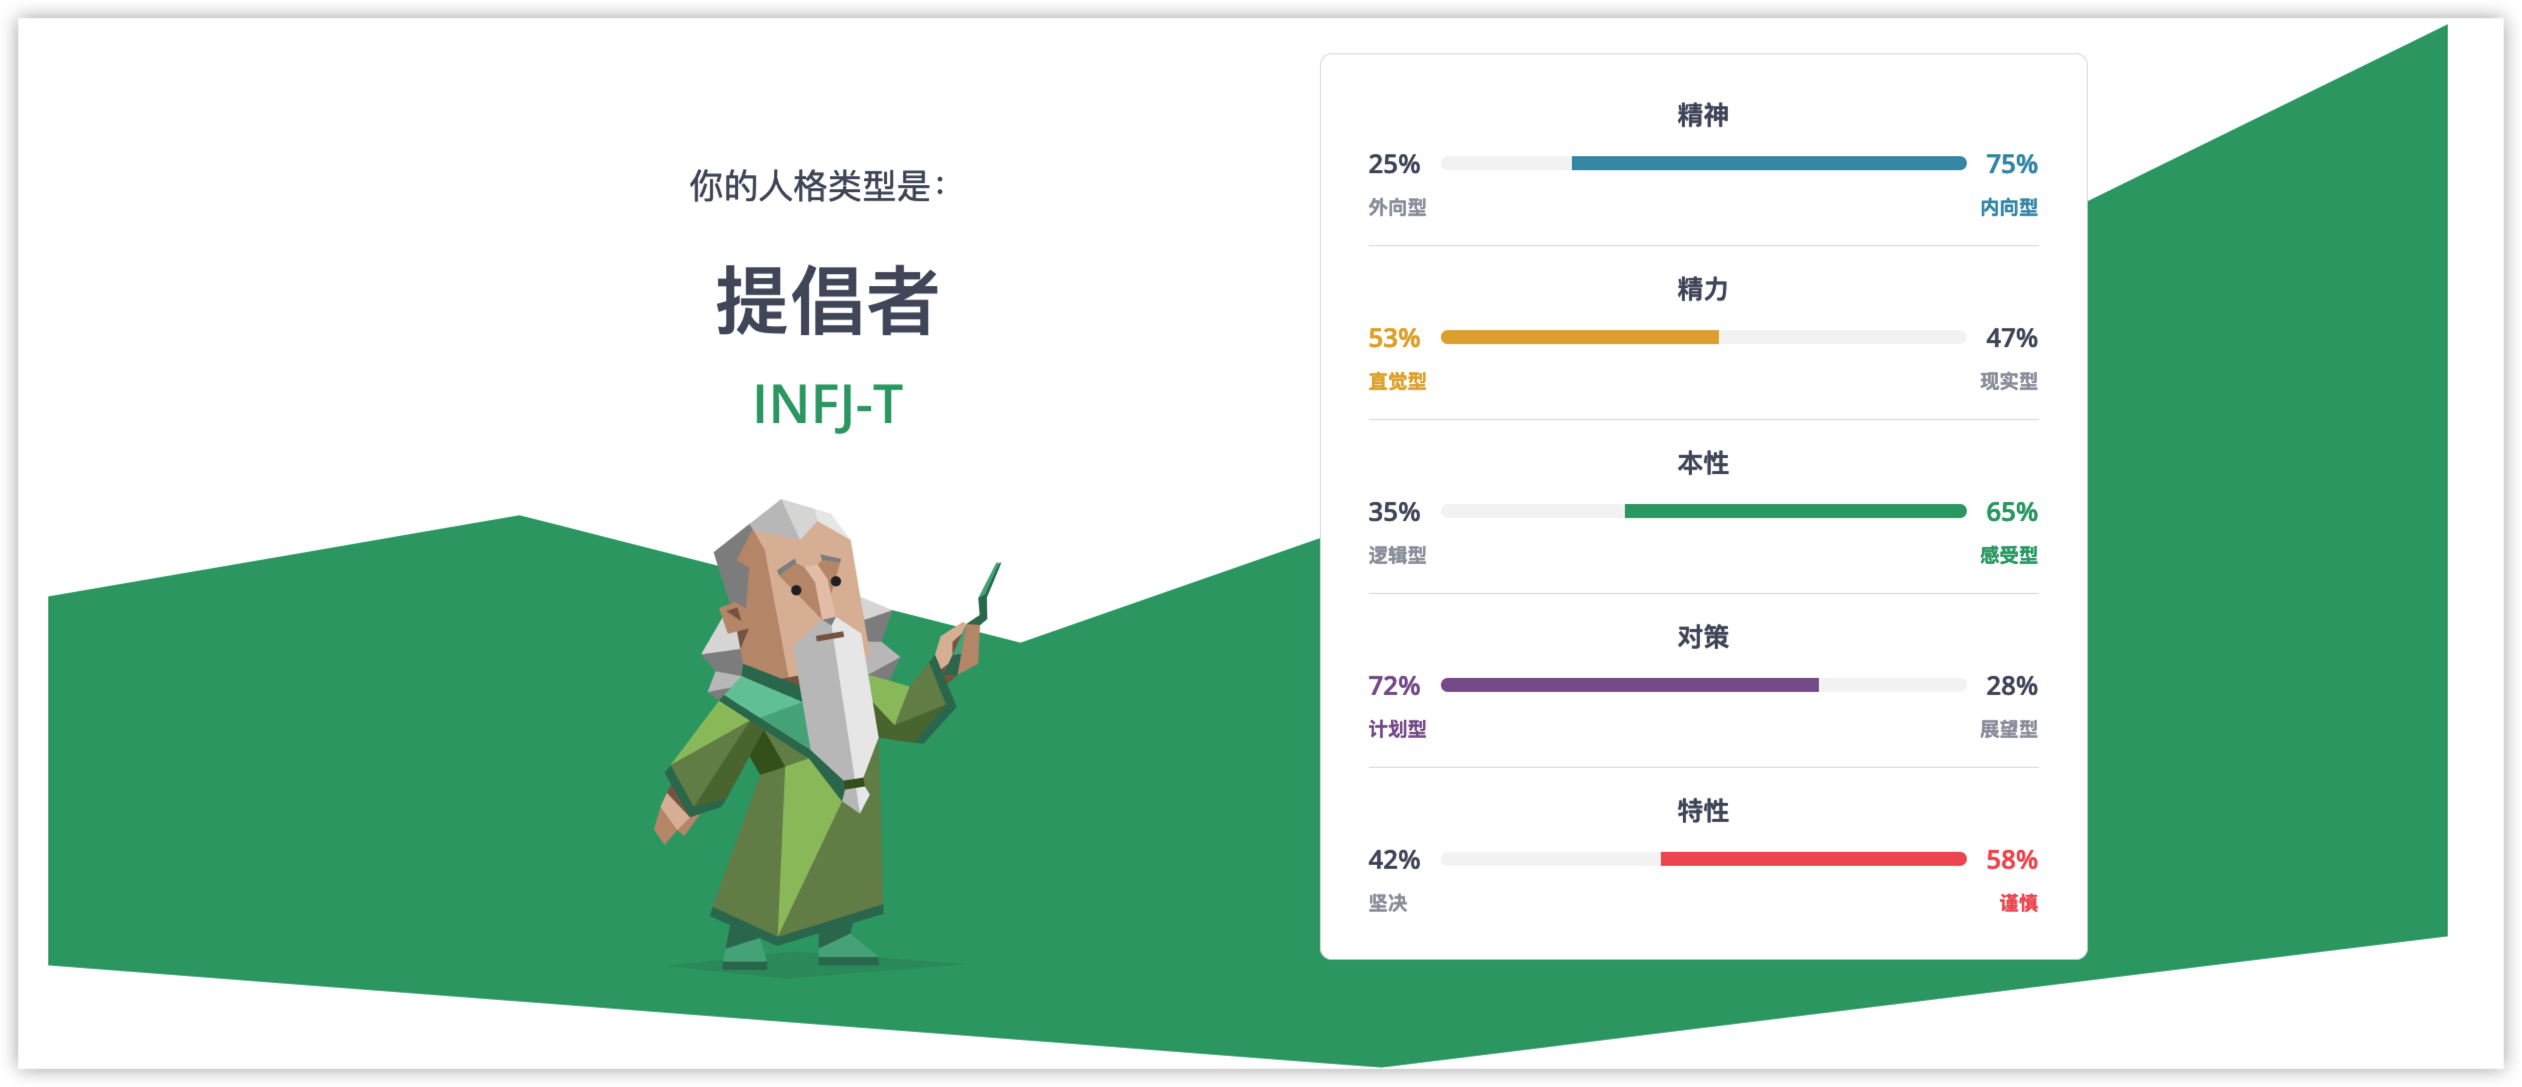 你的人格类型是：
提倡者
INFJ-T
精神
25% 75%
外向型 内向型
精力
53% 47%
直觉型 现实型
本性
35% 65%
逻辑型 感受型
对策
72% 28%
计划型 展望型
特性
42% 58%
坚决 谨慎